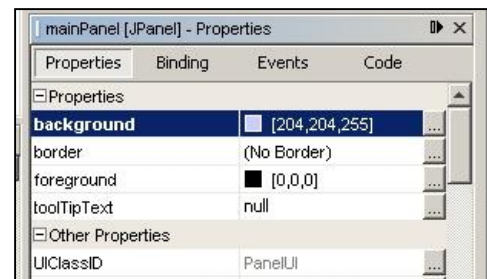 mainPanel [JPanel] - Properties
Properties Binding Events Code
Properties
background [204,204,255] ...
border (No Border) ...
foreground [0,0,0] ...
toolTipText null ...
Other Properties
UIClassID PanelUI ...